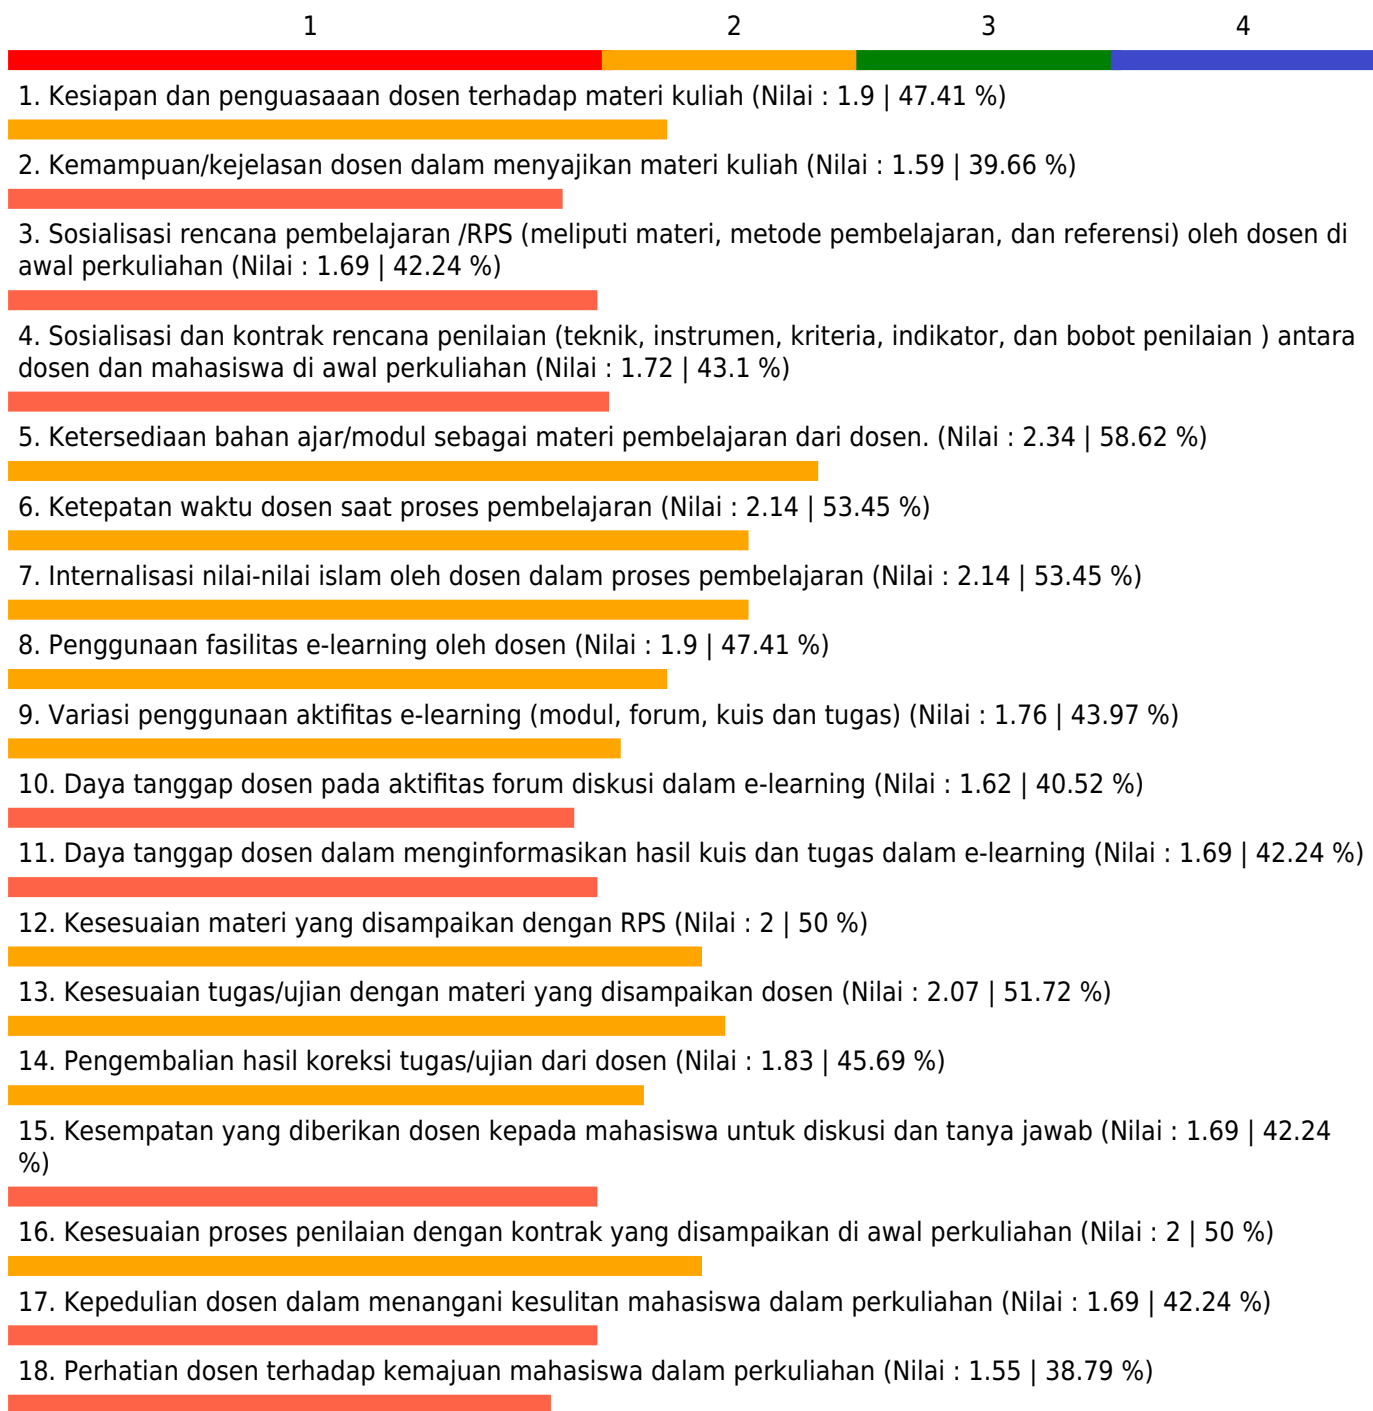 1 2 3 4
1. Kesiapan dan penguasaaan dosen terhadap materi kuliah (Nilai : 1.9 | 47.41 %)
2. Kemampuan/kejelasan dosen dalam menyajikan materi kuliah (Nilai : 1.59 | 39.66 %)
3. Sosialisasi rencana pembelajaran /RPS (meliputi materi, metode pembelajaran, dan referensi) oleh dosen di
awal perkuliahan (Nilai : 1.69 | 42.24 %)
4. Sosialisasi dan kontrak rencana penilaian (teknik, instrumen, kriteria, indikator, dan bobot penilaian ) antara
dosen dan mahasiswa di awal perkuliahan (Nilai : 1.72 | 43.1 %)
5. Ketersediaan bahan ajar/modul sebagai materi pembelajaran dari dosen. (Nilai : 2.34 | 58.62 %)
6. Ketepatan waktu dosen saat proses pembelajaran (Nilai : 2.14 | 53.45 %)
7. Internalisasi nilai-nilai islam oleh dosen dalam proses pembelajaran (Nilai : 2.14 | 53.45 %)
8. Penggunaan fasilitas e-learning oleh dosen (Nilai : 1.9 | 47.41 %)
9. Variasi penggunaan aktifitas e-learning (modul, forum, kuis dan tugas) (Nilai : 1.76 | 43.97 %)
10. Daya tanggap dosen pada aktifitas forum diskusi dalam e-learning (Nilai : 1.62 | 40.52 %)
11. Daya tanggap dosen dalam menginformasikan hasil kuis dan tugas dalam e-learning (Nilai : 1.69 | 42.24 %)
12. Kesesuaian materi yang disampaikan dengan RPS (Nilai : 2 | 50 %)
13. Kesesuaian tugas/ujian dengan materi yang disampaikan dosen (Nilai : 2.07 | 51.72 %)
14. Pengembalian hasil koreksi tugas/ujian dari dosen (Nilai : 1.83 | 45.69 %)
15. Kesempatan yang diberikan dosen kepada mahasiswa untuk diskusi dan tanya jawab (Nilai : 1.69 | 42.24
%)
16. Kesesuaian proses penilaian dengan kontrak yang disampaikan di awal perkuliahan (Nilai : 2 | 50 %)
17. Kepedulian dosen dalam menangani kesulitan mahasiswa dalam perkuliahan (Nilai : 1.69 | 42.24 %)
18. Perhatian dosen terhadap kemajuan mahasiswa dalam perkuliahan (Nilai : 1.55 | 38.79 %)